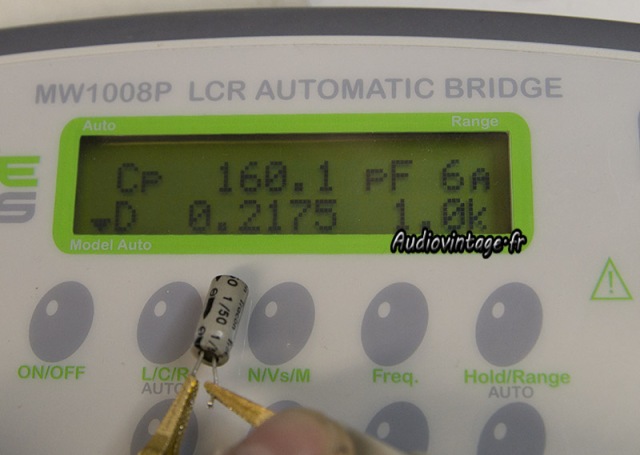 MW1008P LCR AUTOMATIC BRIDGE
Auto Range
Cp 160.1 pF 6A
D 0.2175 1.0k
Model Auto
Audiovintage.fr
E
S
1/50
ON/OFF L/C/R N/Vs/M Freq. Hold/Range
AUTO AUTO